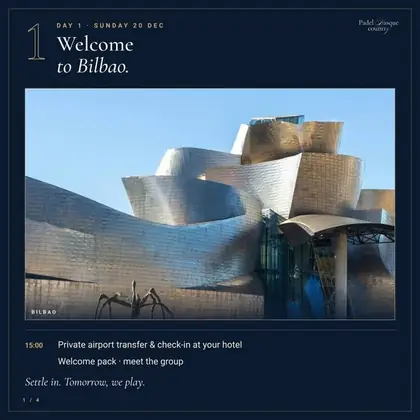 1
DAY 1 · SUNDAY 20 DEC
Welcome
to Bilbao.
Padel Basque
country
BILBAO
15:00 Private airport transfer & check-in at your hotel
Welcome pack · meet the group
Settle in. Tomorrow, we play.
1 / 4